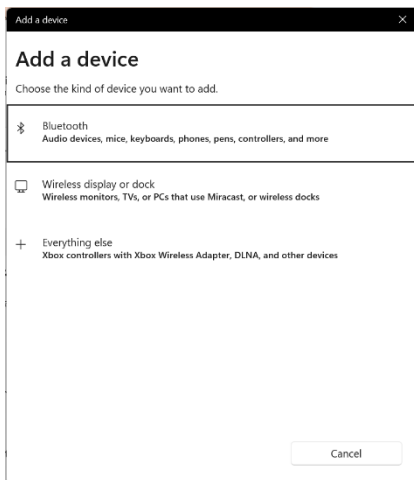 Add a device
Add a device
Choose the kind of device you want to add.
Bluetooth
Audio devices, mice, keyboards, phones, pens, controllers, and more
Wireless display or dock
Wireless monitors, TVs, or PCs that use Miracast, or wireless docks
Everything else
Xbox controllers with Xbox Wireless Adapter, DLNA, and other devices
Cancel